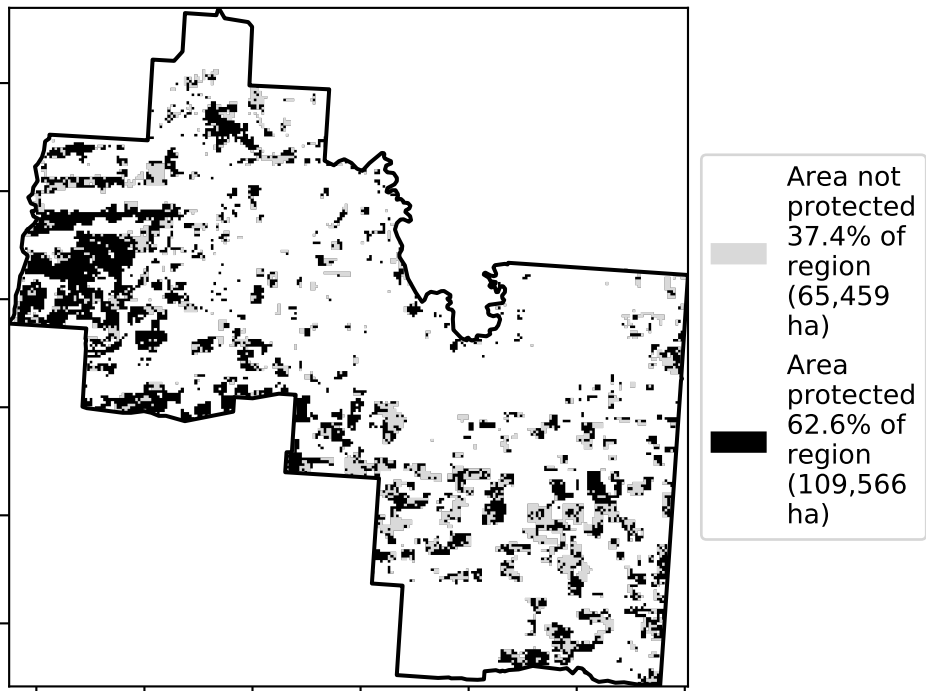 Area not
protected
37.4% of
region
(65,459
ha)
Area
protected
62.6% of
region
(109,566
ha)